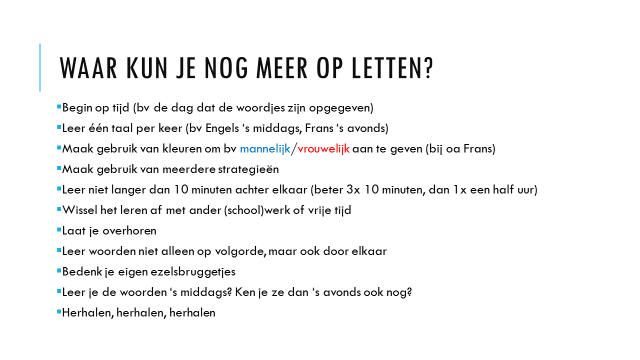 WAAR KUN JE NOG MEER OP LETTEN?
▪Begin op tijd (bv de dag dat de woordjes zijn opgegeven)
▪Leer één taal per keer (bv Engels 's middags, Frans 's avonds)
▪Maak gebruik van kleuren om bv mannelijk/vrouwelijk aan te geven (bij oa Frans)
▪Maak gebruik van meerdere strategieën
▪Leer niet langer dan 10 minuten achter elkaar (beter 3x 10 minuten, dan 1x een half uur)
▪Wissel het leren af met ander (school)werk of vrije tijd
▪Laat je overhoren
▪Leer woorden niet alleen op volgorde, maar ook door elkaar
▪Bedenk je eigen ezelsbruggetjes
▪Leer je de woorden 's middags? Ken je ze dan 's avonds ook nog?
▪Herhalen, herhalen, herhalen